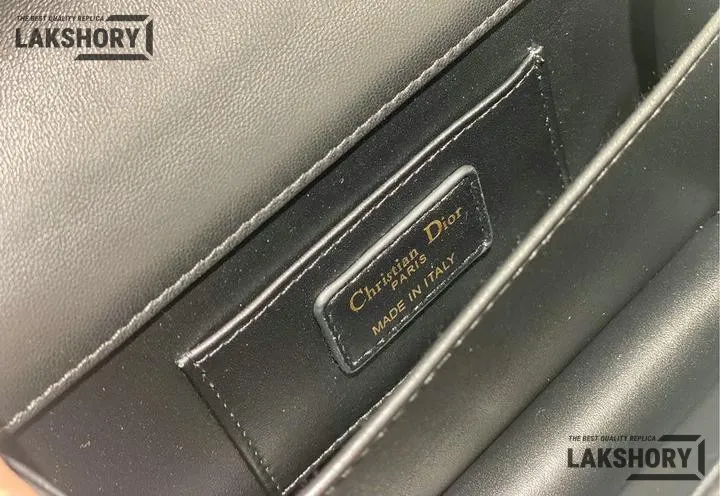 THE BEST QUALITY REPLICA
LAKSHORY
Christian Dior
PARIS
MADE IN ITALY
THE BEST QUALITY REPLICA
LAKSHORY